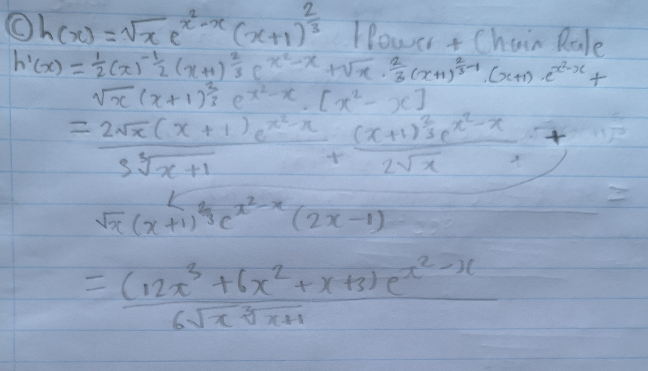 ⓒ h(x) = √x e^{x²-x} (x+1)^{2/3} | Power + Chain Rule
h'(x) = 1/2 (x)^{-1/2} (x+1)^{2/3} e^{x²-x} + √x · 2/3 (x+1)^{2/3-1} · (x+1) · e^{x²-x} +
√x (x+1)^{2/3} e^{x²-x} · [x²-x]
= 2√x (x+1) e^{x²-x} / 3∛x+1 + (x+1)^{2/3} e^{x²-x} / 2√x +
√x (x+1)^{2/3} e^{x²-x} (2x-1)
= (12x³ + 6x² + x + 3) e^{x²-x} / 6√x ∛x+1